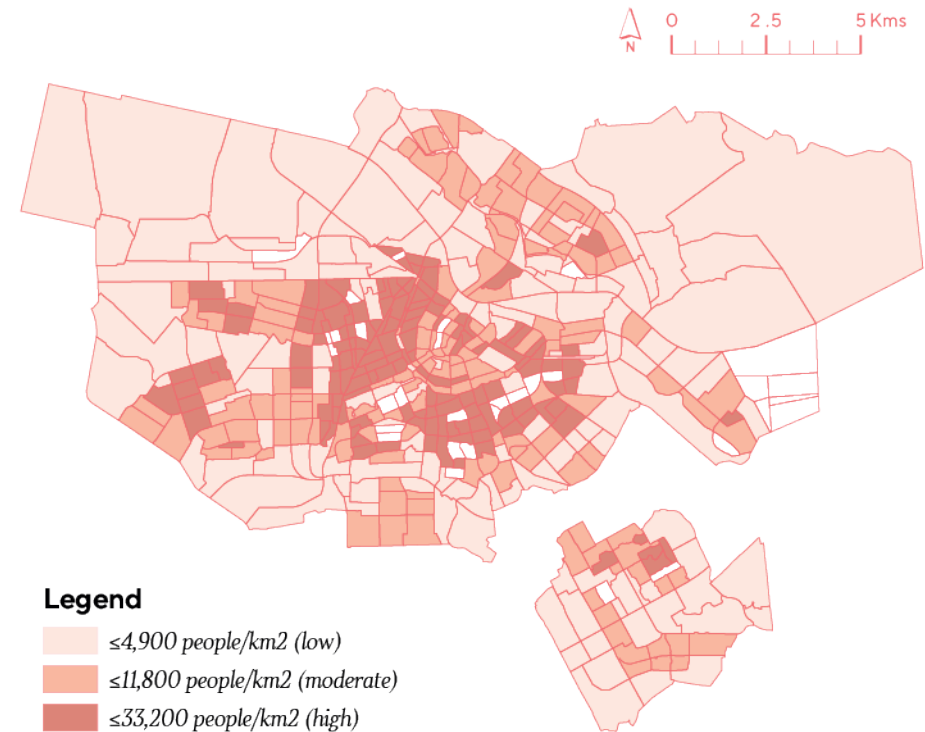 0 2.5 5 Kms
N
Legend
≤4,900 people/km2 (low)
≤11,800 people/km2 (moderate)
≤33,200 people/km2 (high)